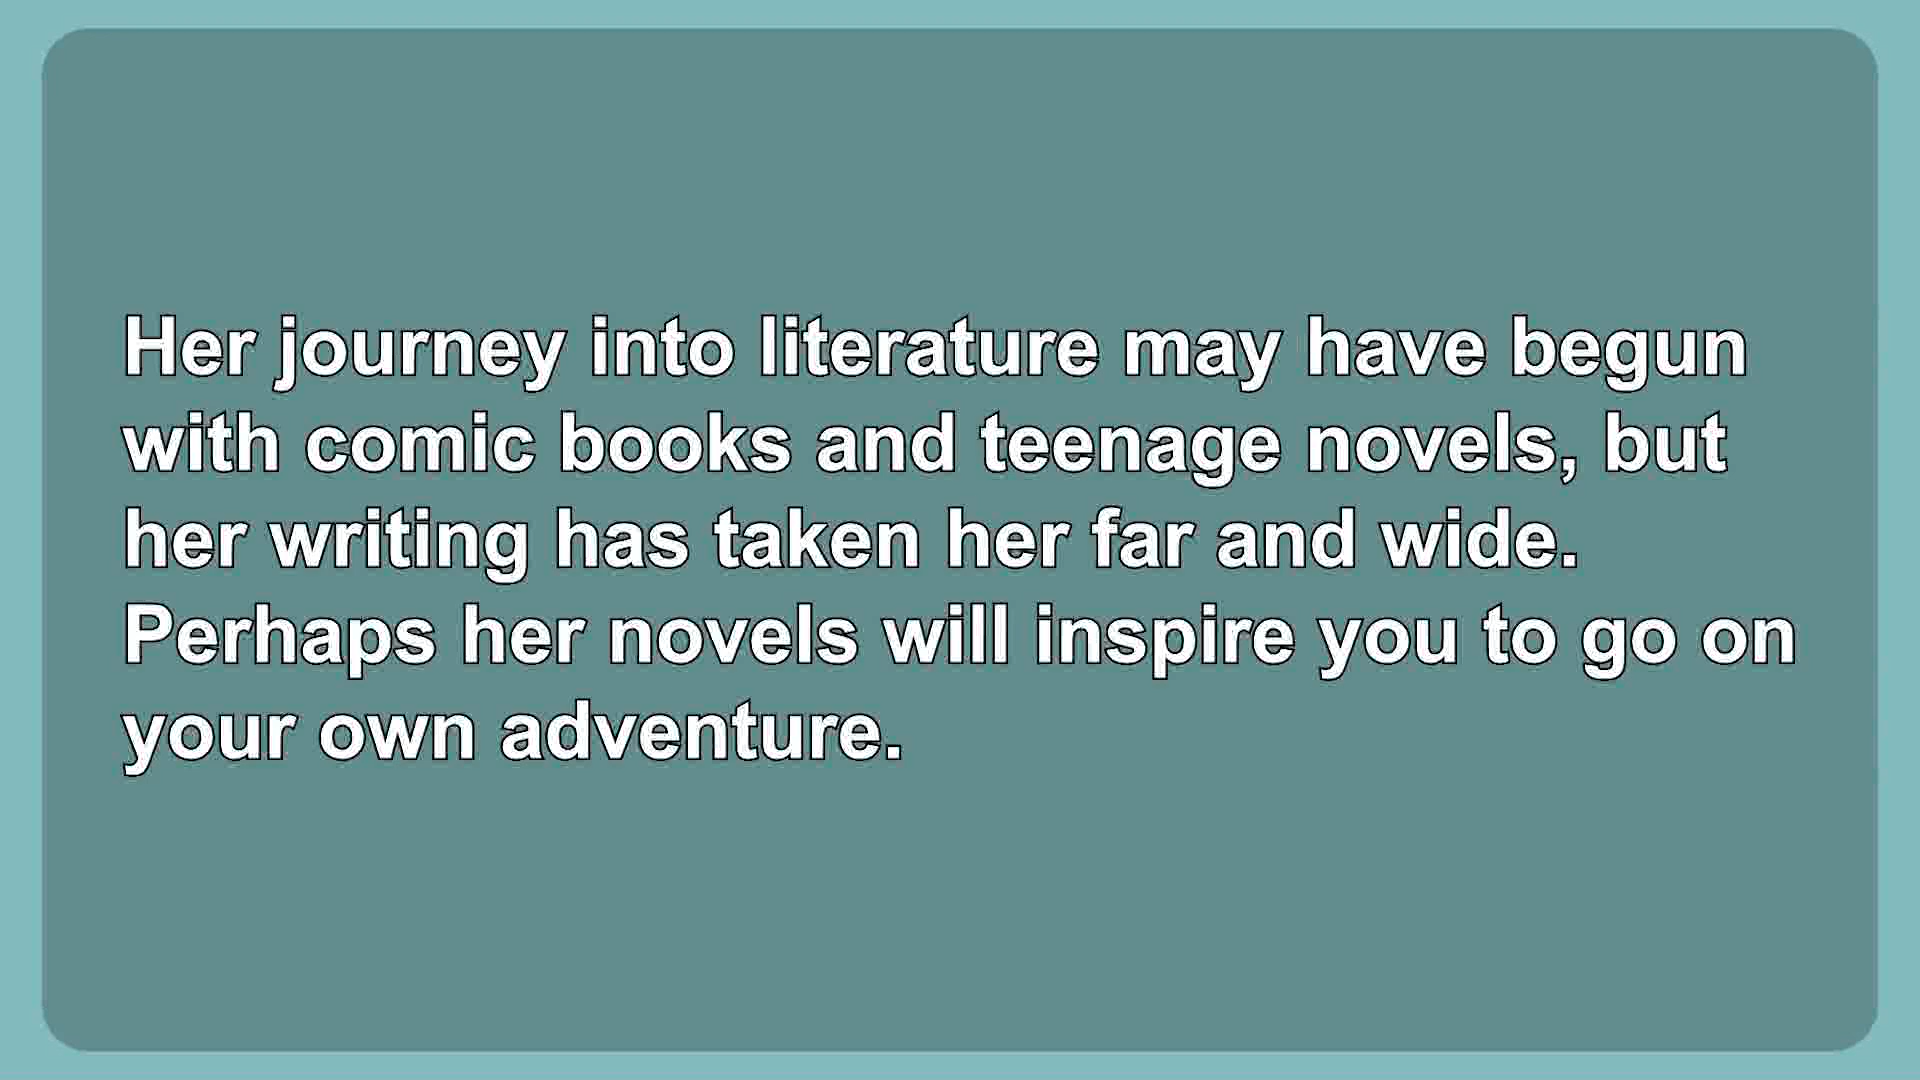 Her journey into literature may have begun
with comic books and teenage novels, but
her writing has taken her far and wide.
Perhaps her novels will inspire you to go on
your own adventure.